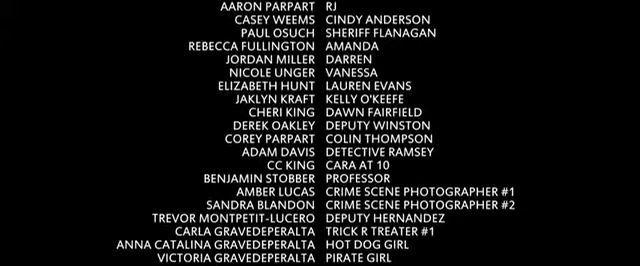 AARON PARPART RJ
CASEY WEEMS CINDY ANDERSON
PAUL OSUCH SHERIFF FLANAGAN
REBECCA FULLINGTON AMANDA
JORDAN MILLER DARREN
NICOLE UNGER VANESSA
ELIZABETH HUNT LAUREN EVANS
JAKLYN KRAFT KELLY O'KEEFE
CHERI KING DAWN FAIRFIELD
DEREK OAKLEY DEPUTY WINSTON
COREY PARPART COLIN THOMPSON
ADAM DAVIS DETECTIVE RAMSEY
CC KING CARA AT 10
BENJAMIN STOBBER PROFESSOR
AMBER LUCAS CRIME SCENE PHOTOGRAPHER #1
SANDRA BLANDON CRIME SCENE PHOTOGRAPHER #2
TREVOR MONTPETIT-LUCERO DEPUTY HERNANDEZ
CARLA GRAVEDEPERALTA TRICK R TREATER #1
ANNA CATALINA GRAVEDEPERALTA HOT DOG GIRL
VICTORIA GRAVEDEPERALTA PIRATE GIRL